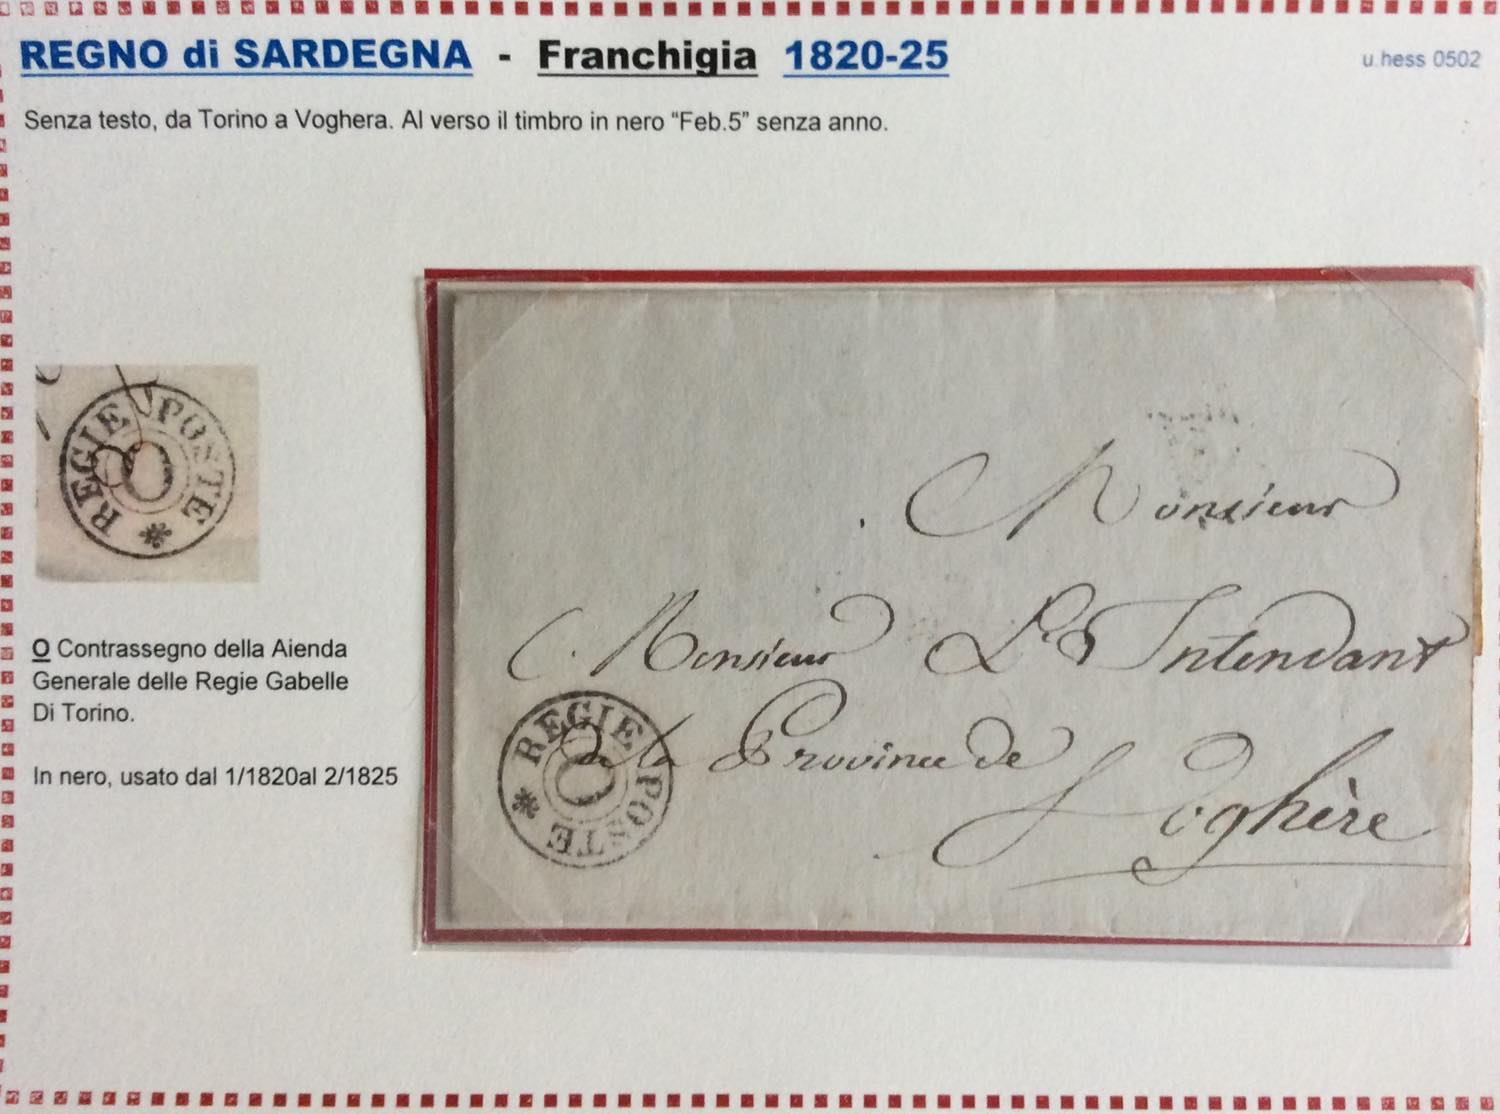 REGNO di SARDEGNA - Franchigia 1820-25
u.hess 0502
Senza testo, da Torino a Voghera. Al verso il timbro in nero “Feb.5” senza anno.
REGIE POSTE
O
O Contrassegno della Aienda
Generale delle Regie Gabelle
Di Torino.
In nero, usato dal 1/1820al 2/1825
Monsieur
Monsieur L' Intendant
de la Province de
Voghère
REGIE POSTE
O